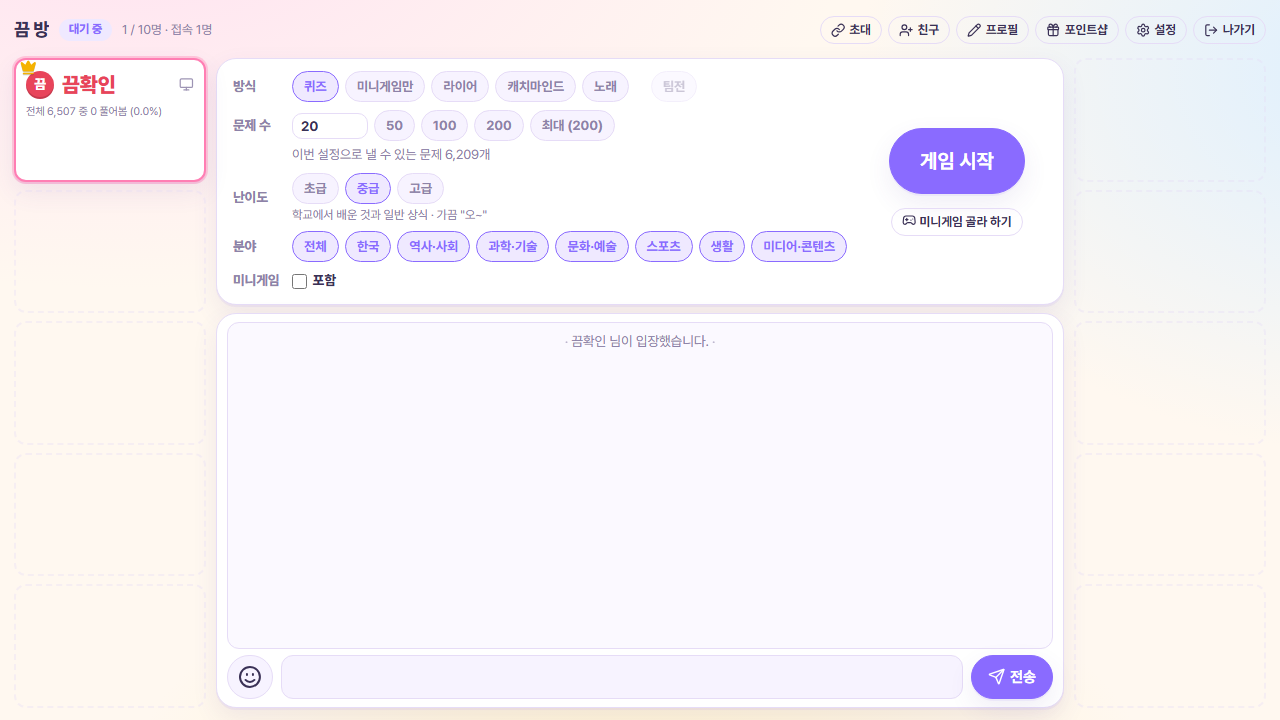 끔 방 대기 중 1 / 10명 · 접속 1명
초대 친구 프로필 포인트샵 설정 나가기
끔 끔확인
전체 6,507 중 0 풀어봄 (0.0%)
방식 퀴즈 미니게임만 라이어 캐치마인드 노래 팀전
문제 수 20 50 100 200 최대 (200)
이번 설정으로 낼 수 있는 문제 6,209개
난이도 초급 중급 고급
학교에서 배운 것과 일반 상식 · 가끔 "오~"
분야 전체 한국 역사·사회 과학·기술 문화·예술 스포츠 생활 미디어·콘텐츠
미니게임 포함
게임 시작
미니게임 골라 하기
· 끔확인 님이 입장했습니다. ·
전송